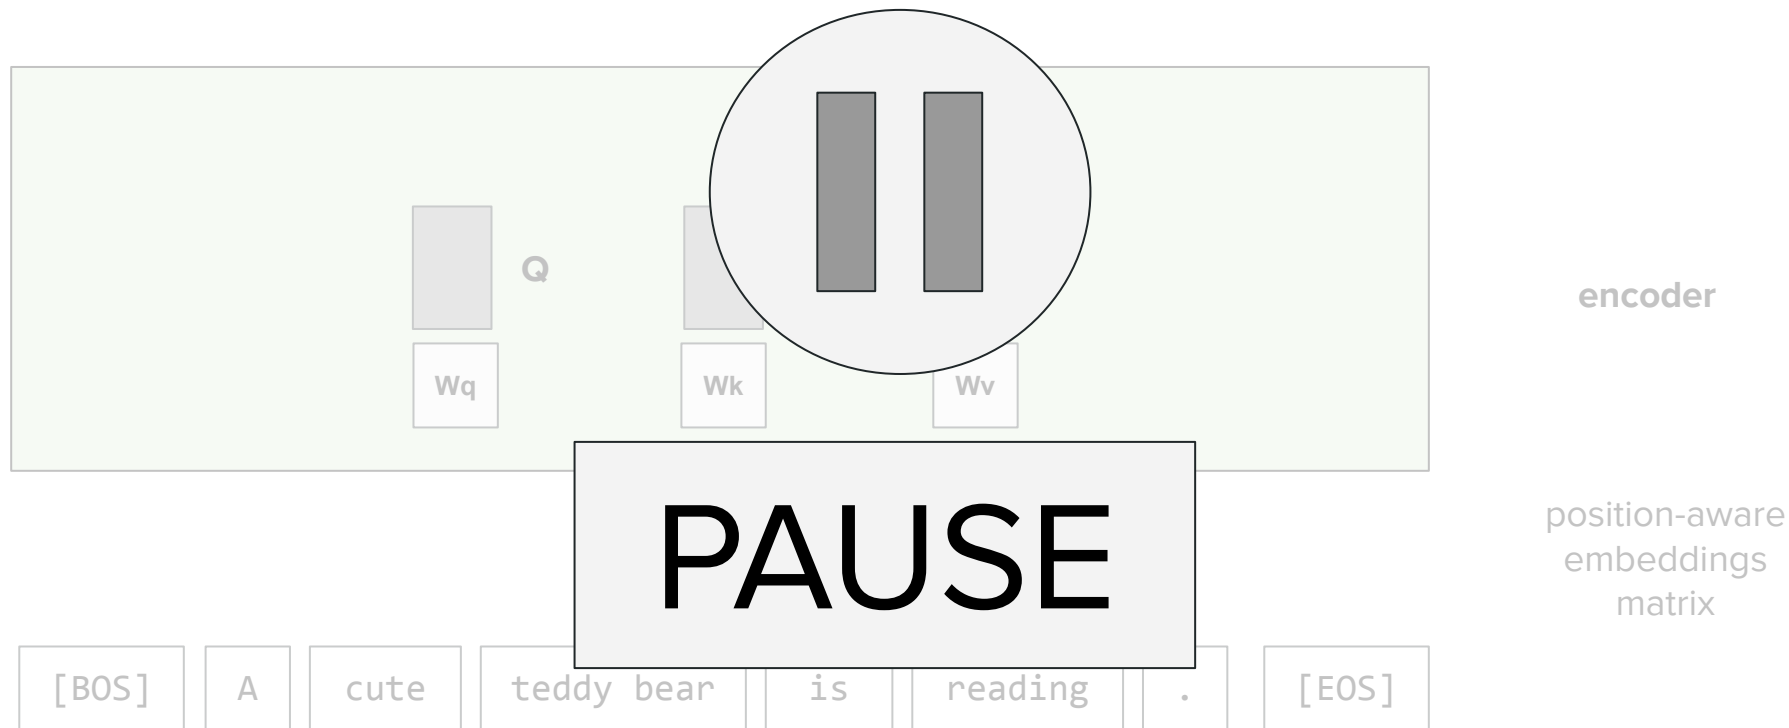 Q
encoder
Wq Wk Wv
PAUSE
position-aware
embeddings
matrix
[BOS] A cute teddy bear is reading . [EOS]